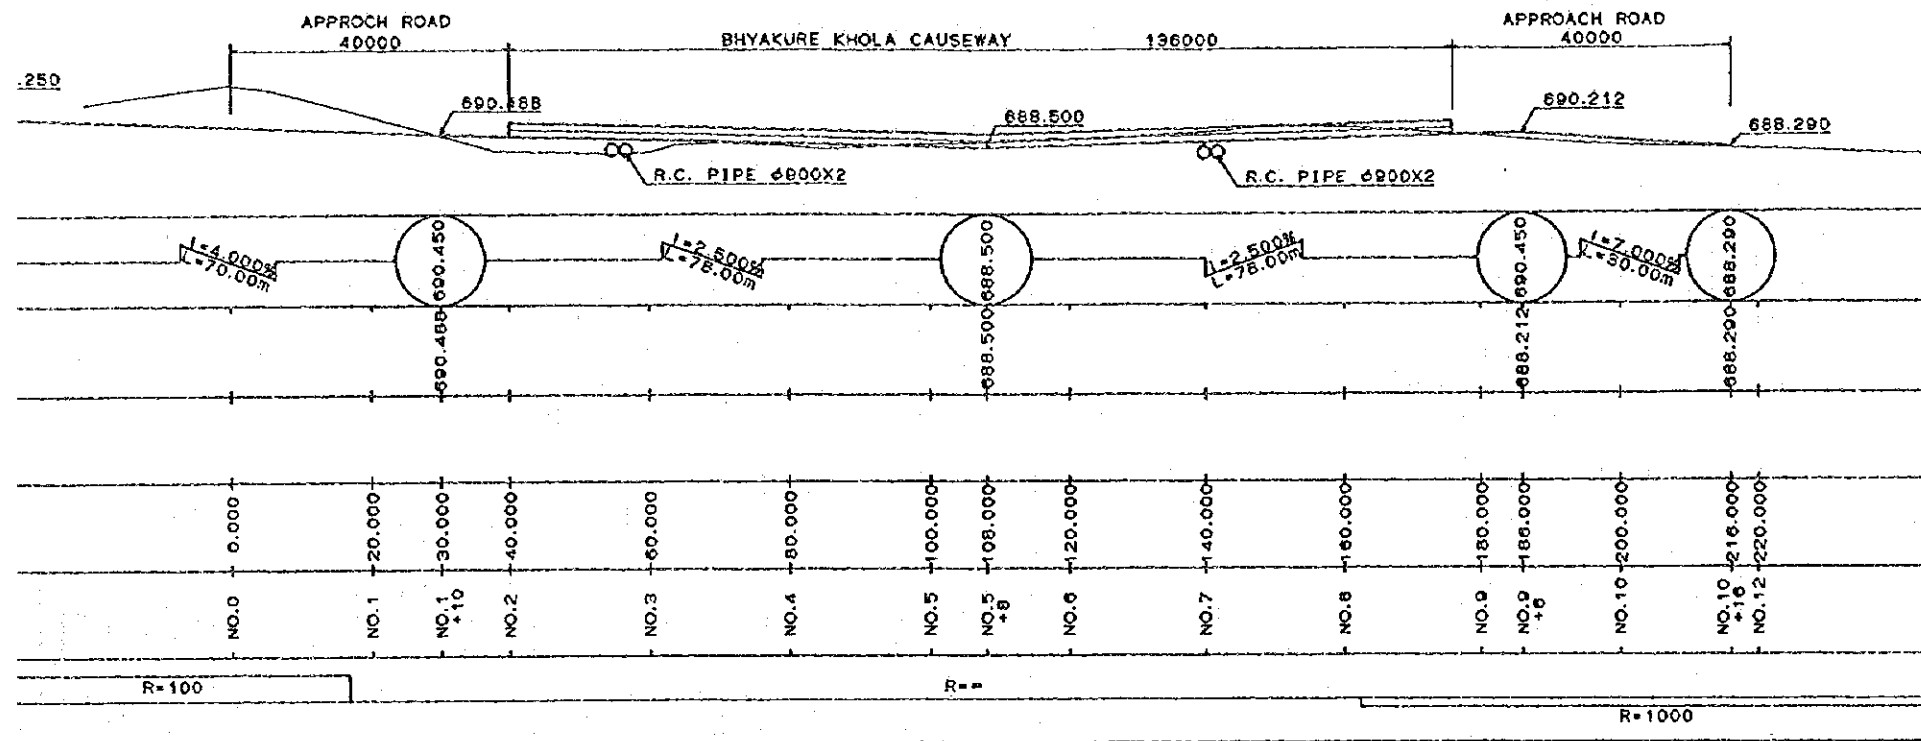 APPROCH ROAD
40000
BHYAKURE KHOLA CAUSEWAY
136000
APPROACH ROAD
40000
.250
690.488
688.500
690.212
688.290
R.C. PIPE ø800X2
R.C. PIPE ø800X2
I=4.000%
L=70.00m
690.450
I=2.500%
L=78.00m
688.500
I=2.500%
L=78.00m
690.450
I=7.000%
L=30.00m
688.290
690.488
688.500
688.212
688.290
0.000
20.000
30.000
40.000
60.000
80.000
100.000
108.000
120.000
140.000
160.000
180.000
186.000
200.000
216.000
220.000
NO.0
NO.1
NO.1
+10
NO.2
NO.3
NO.4
NO.5
NO.5
+8
NO.6
NO.7
NO.8
NO.9
NO.9
+6
NO.10
NO.10
+16
NO.12
R=100
R=∞
R=1000